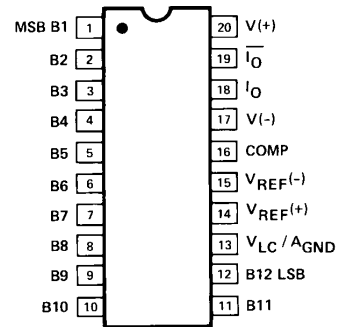 MSB B1 1
B2 2
B3 3
B4 4
B5 5
B6 6
B7 7
B8 8
B9 9
B10 10
20 V(+)
19 I̅O̅
18 IO
17 V(-)
16 COMP
15 VREF(-)
14 VREF(+)
13 VLC / AGND
12 B12 LSB
11 B11